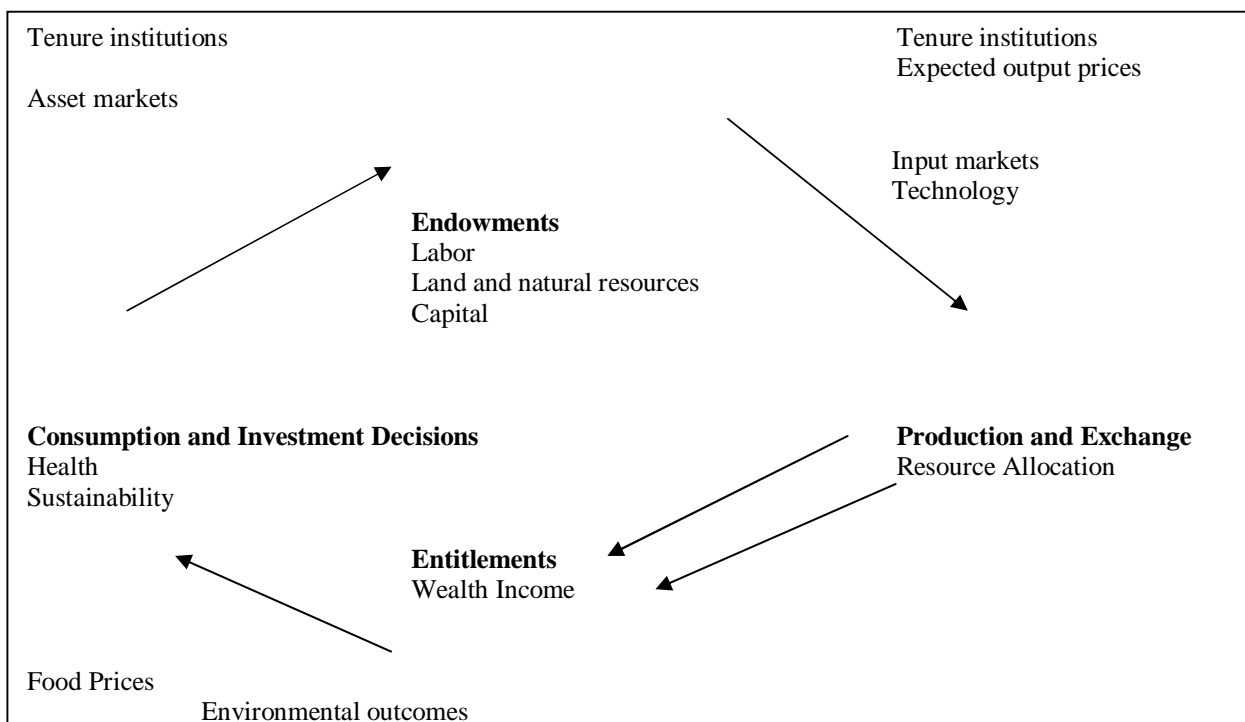 Tenure institutions
Tenure institutions
Expected output prices
Asset markets
Input markets
Technology
Endowments
Labor
Land and natural resources
Capital
Consumption and Investment Decisions
Health
Sustainability
Production and Exchange
Resource Allocation
Entitlements
Wealth Income
Food Prices
Environmental outcomes